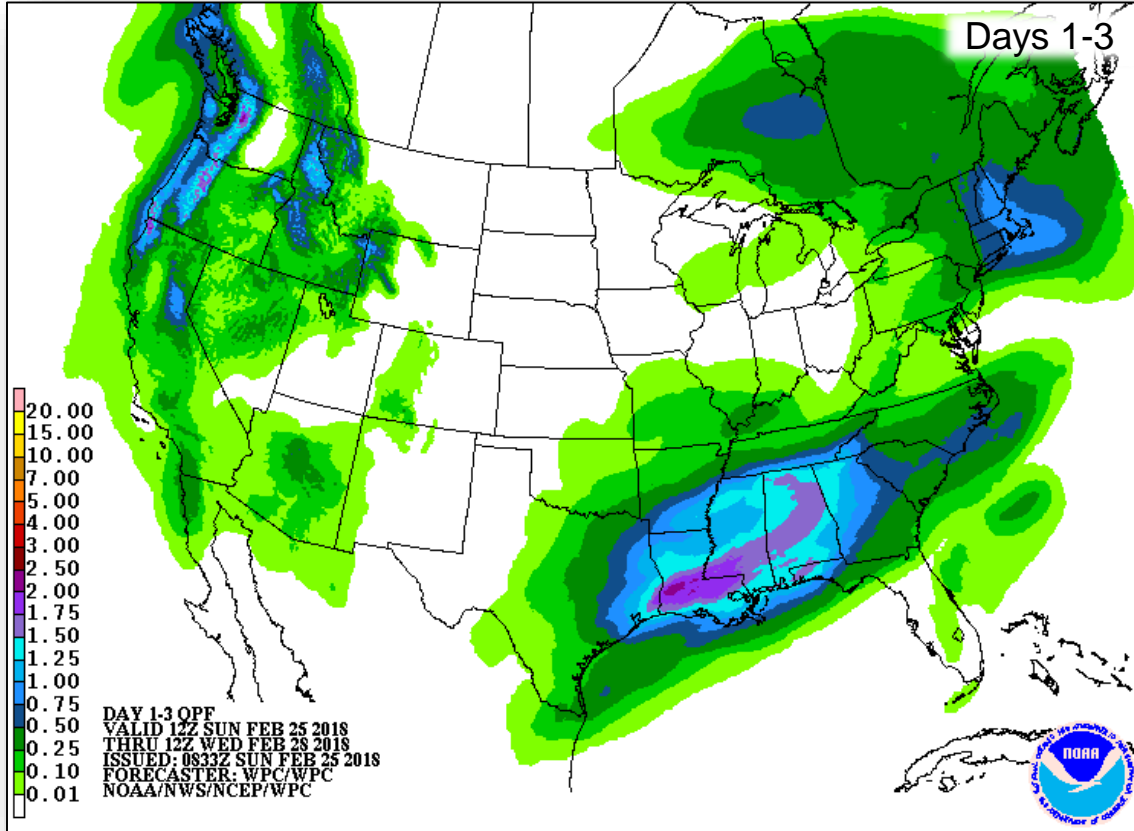 Days 1-3
20.00
15.00
10.00
7.00
5.00
4.00
3.00
2.50
2.00
1.75
1.50
1.25
1.00
0.75
0.50
0.25
0.10
0.01
DAY 1-3 QPF
VALID 12Z SUN FEB 25 2018
THRU 12Z WED FEB 28 2018
ISSUED: 0833Z SUN FEB 25 2018
FORECASTER: WPC/WPC
NOAA/NWS/NCEP/WPC
NOAA